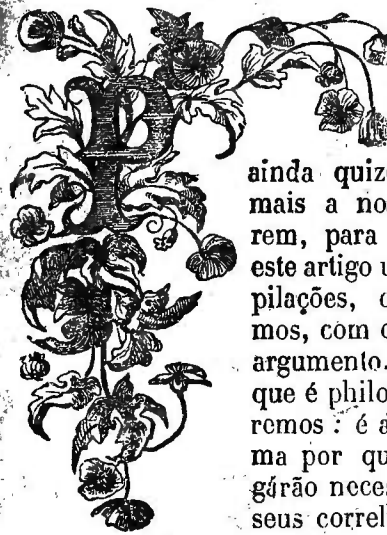 P
ainda quiz
mais a no
rem, para
este artigo u
pilações, c
mos, com o
argumento.
que é philo
remos : é a
ma por qu
gárão neces
seus correl